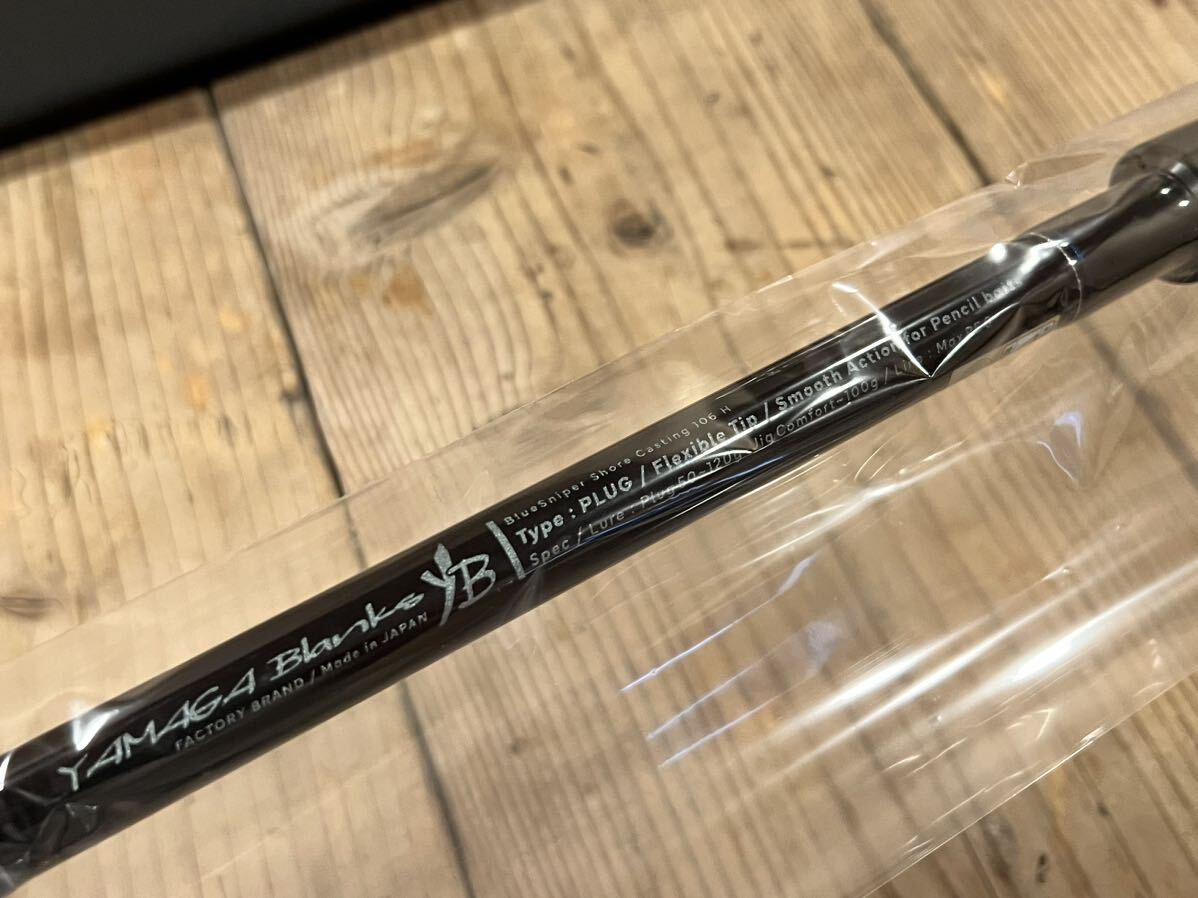 YAMAGA Blanks
FACTORY BRAND / Made in JAPAN
YB
BlueSniper Shore Casting 106 H
Type : PLUG / Flexible Tip / Smooth Action for Pencil
Spec / Lure : Plug 50-120g Jig Comfort-100g / Line : Max